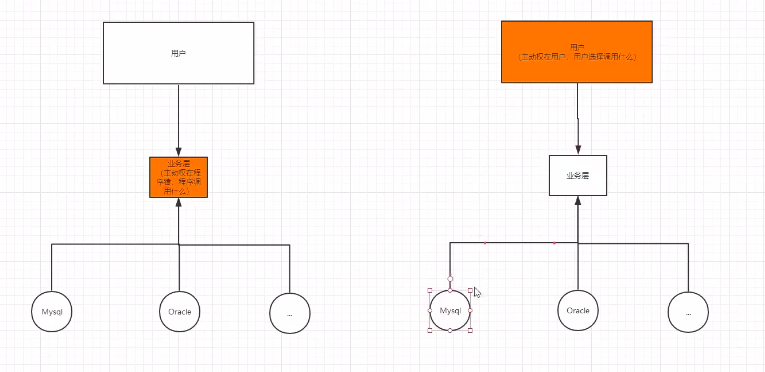 用户
业务层
(主动权在程
序猿，程序调
用什么)
Mysql
Oracle
...
用户
(主动权在用户，用户选择调用什么)
业务层
Mysql
Oracle
...